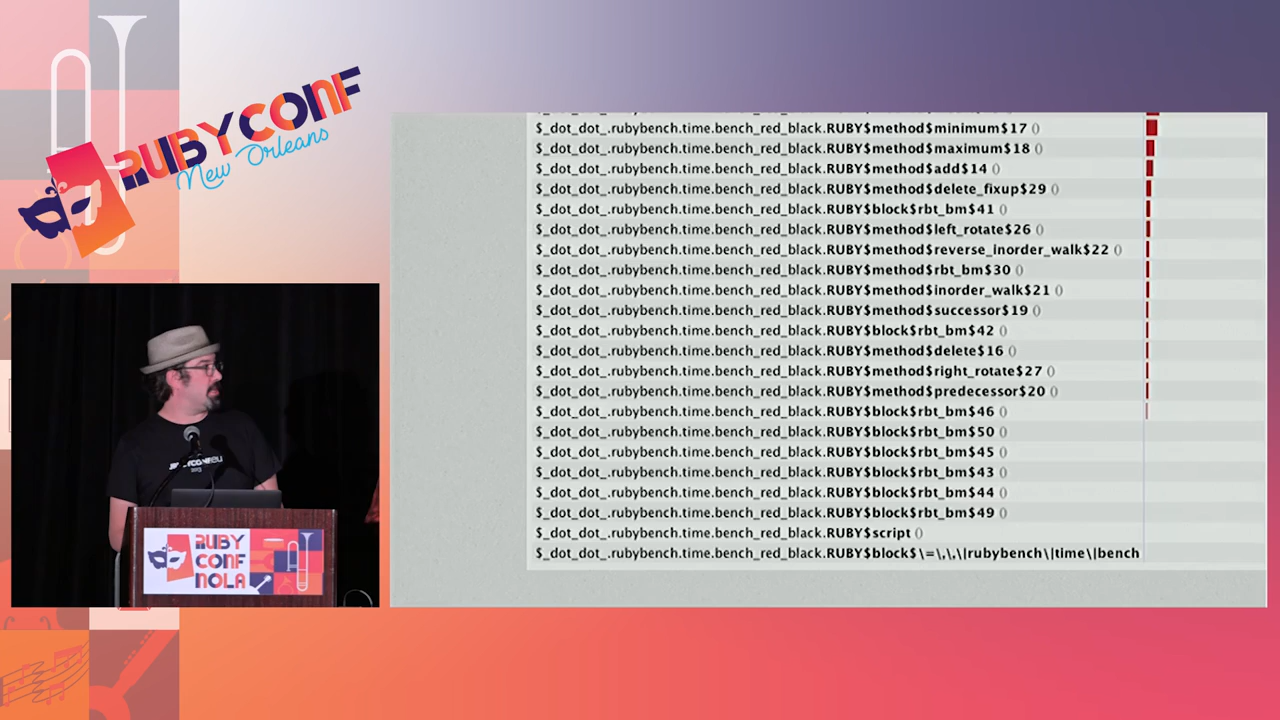 RUBYCONF
New Orleans
$_dot_dot_.rubybench.time.bench_red_black.RUBY$method$minimum$17 ()
$_dot_dot_.rubybench.time.bench_red_black.RUBY$method$maximum$18 ()
$_dot_dot_.rubybench.time.bench_red_black.RUBY$method$add$14 ()
$_dot_dot_.rubybench.time.bench_red_black.RUBY$method$delete_fixup$29 ()
$_dot_dot_.rubybench.time.bench_red_black.RUBY$block$rbt_bm$41 ()
$_dot_dot_.rubybench.time.bench_red_black.RUBY$method$left_rotate$26 ()
$_dot_dot_.rubybench.time.bench_red_black.RUBY$method$reverse_inorder_walk$22 ()
$_dot_dot_.rubybench.time.bench_red_black.RUBY$method$rbt_bm$30 ()
$_dot_dot_.rubybench.time.bench_red_black.RUBY$method$inorder_walk$21 ()
$_dot_dot_.rubybench.time.bench_red_black.RUBY$method$successor$19 ()
$_dot_dot_.rubybench.time.bench_red_black.RUBY$block$rbt_bm$42 ()
$_dot_dot_.rubybench.time.bench_red_black.RUBY$method$delete$16 ()
$_dot_dot_.rubybench.time.bench_red_black.RUBY$method$right_rotate$27 ()
$_dot_dot_.rubybench.time.bench_red_black.RUBY$method$predecessor$20 ()
$_dot_dot_.rubybench.time.bench_red_black.RUBY$block$rbt_bm$46 ()
$_dot_dot_.rubybench.time.bench_red_black.RUBY$block$rbt_bm$50 ()
$_dot_dot_.rubybench.time.bench_red_black.RUBY$block$rbt_bm$45 ()
$_dot_dot_.rubybench.time.bench_red_black.RUBY$block$rbt_bm$43 ()
$_dot_dot_.rubybench.time.bench_red_black.RUBY$block$rbt_bm$44 ()
$_dot_dot_.rubybench.time.bench_red_black.RUBY$block$rbt_bm$49 ()
$_dot_dot_.rubybench.time.bench_red_black.RUBY$script ()
$_dot_dot_.rubybench.time.bench_red_black.RUBY$block$\=\,\,\|rubybench\|time\|bench
RUBY
CONF
NOLA